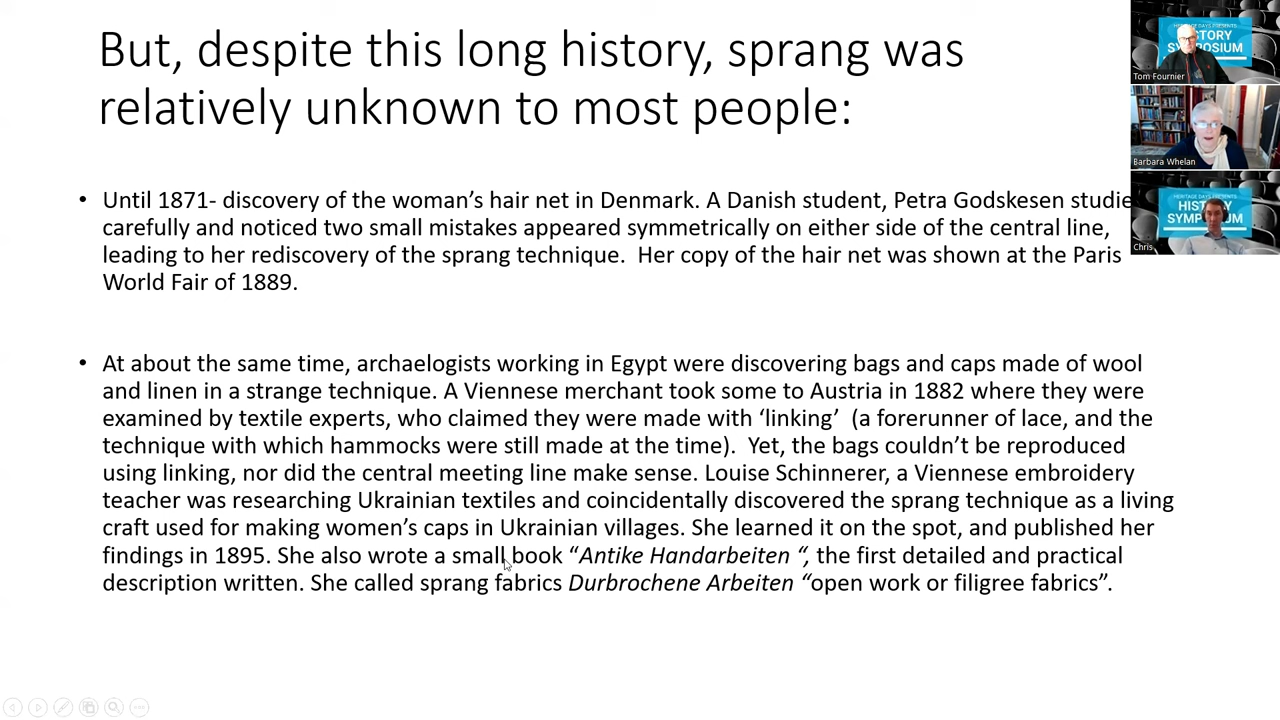 But, despite this long history, sprang was
relatively unknown to most people:
• Until 1871- discovery of the woman's hair net in Denmark. A Danish student, Petra Godskesen studie
carefully and noticed two small mistakes appeared symmetrically on either side of the central line,
leading to her rediscovery of the sprang technique.  Her copy of the hair net was shown at the Paris
World Fair of 1889.
• At about the same time, archaelogists working in Egypt were discovering bags and caps made of wool
and linen in a strange technique. A Viennese merchant took some to Austria in 1882 where they were
examined by textile experts, who claimed they were made with ‘linking’  (a forerunner of lace, and the
technique with which hammocks were still made at the time).  Yet, the bags couldn't be reproduced
using linking, nor did the central meeting line make sense. Louise Schinnerer, a Viennese embroidery
teacher was researching Ukrainian textiles and coincidentally discovered the sprang technique as a living
craft used for making women's caps in Ukrainian villages. She learned it on the spot, and published her
findings in 1895. She also wrote a small book “Antike Handarbeiten “, the first detailed and practical
description written. She called sprang fabrics Durbrochene Arbeiten “open work or filigree fabrics”.
HERITAGE DAYS PRESENTS
SYMPOSIUM
Tom Fournier
Barbara Whelan
HERITAGE DAYS PRESENTS
SYMPOSIUM
Chris